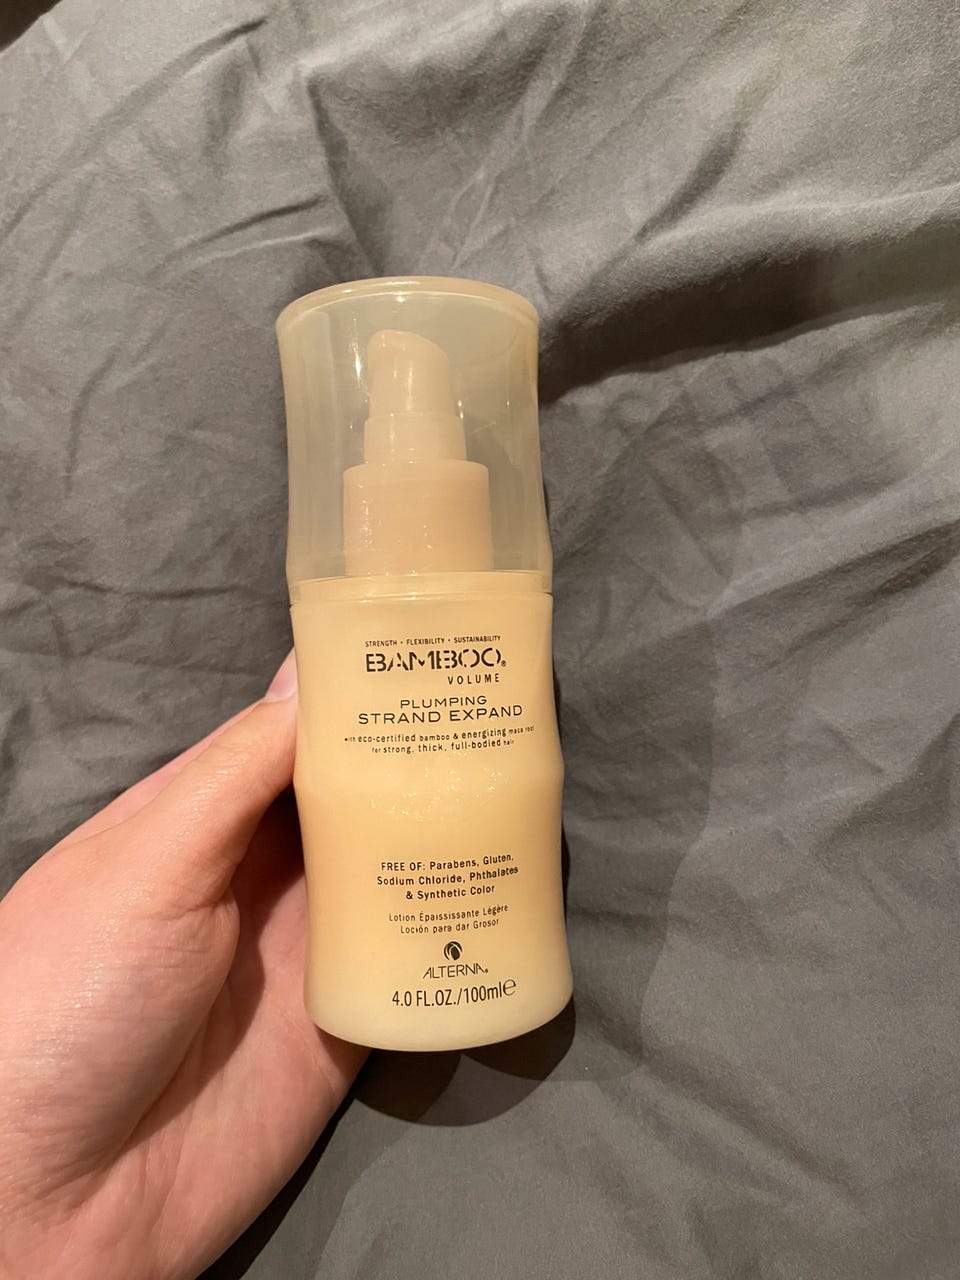 STRENGTH • FLEXIBILITY • SUSTAINABILITY
BAMBOO®
VOLUME
PLUMPING
STRAND EXPAND
with eco-certified bamboo & energizing maca root
for strong, thick, full-bodied hair
FREE OF: Parabens, Gluten,
Sodium Chloride, Phthalates
& Synthetic Color
Lotion Épaississante Légère
Loción para dar Grosor
ALTERNA®
4.0 FL.OZ./100ml℮